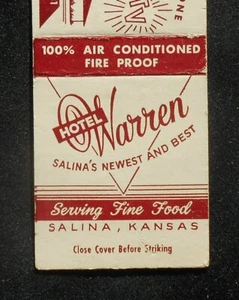 100% AIR CONDITIONED
FIRE PROOF
HOTEL
O'Warren
SALINA'S NEWEST AND BEST
Serving Fine Food
SALINA, KANSAS
Close Cover Before Striking